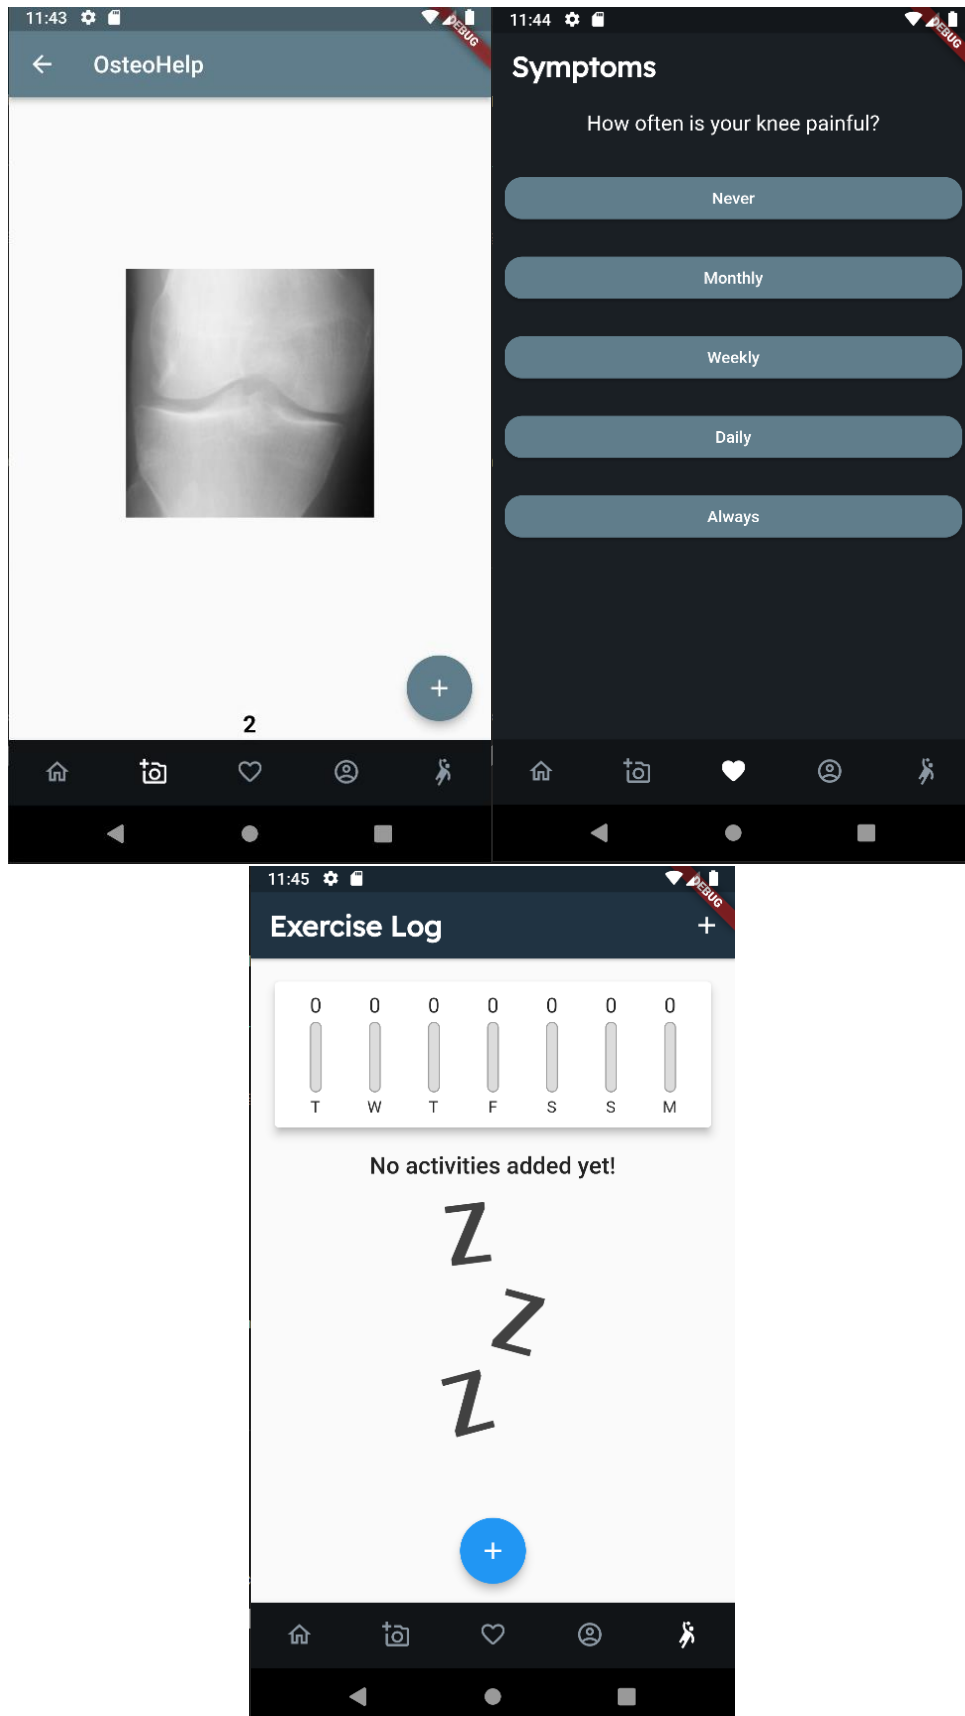 11:43
DEBUG
OsteoHelp
2
11:44
DEBUG
Symptoms
How often is your knee painful?
Never
Monthly
Weekly
Daily
Always
11:45
DEBUG
Exercise Log
0 0 0 0 0 0 0
T W T F S S M
No activities added yet!
Z
Z
Z